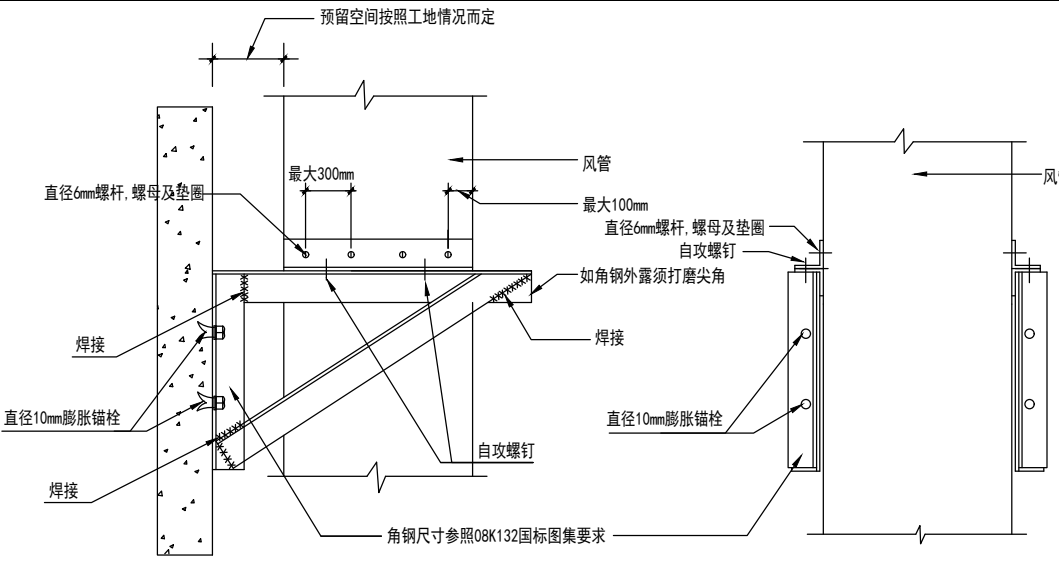 预留空间按照工地情况而定
风管
最大300mm
直径6mm螺杆,螺母及垫圈
最大100mm
如角钢外露须打磨尖角
焊接
焊接
直径10mm膨胀锚栓
自攻螺钉
焊接
角钢尺寸参照08K132国标图集要求
风
直径6mm螺杆,螺母及垫圈
自攻螺钉
直径10mm膨胀锚栓